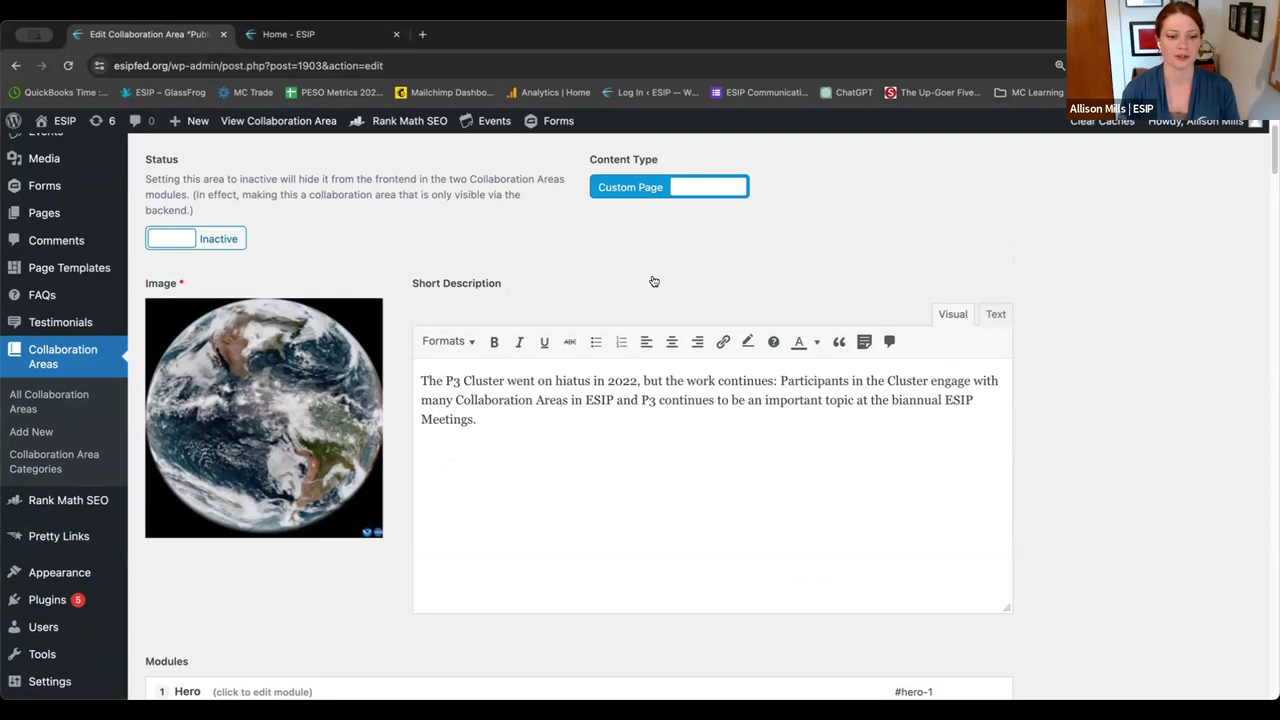 Edit Collaboration Area “Publ
Home - ESIP
esipfed.org/wp-admin/post.php?post=1903&action=edit
QuickBooks Time :...
ESIP – GlassFrog
MC Trade
PESO Metrics 202...
Mailchimp Dashbo...
Analytics | Home
Log In ‹ ESIP — W...
ESIP Communicati...
ChatGPT
The Up-Goer Five...
MC Learning
Allison Mills | ESIP
ESIP
6
0
New
View Collaboration Area
Rank Math SEO
Events
Forms
Clear Caches
Howdy, Allison Mills
Events
Media
Forms
Pages
Comments
Page Templates
FAQs
Testimonials
Collaboration
Areas
All Collaboration
Areas
Add New
Collaboration Area
Categories
Rank Math SEO
Pretty Links
Appearance
Plugins 5
Users
Tools
Settings
Status
Setting this area to inactive will hide it from the frontend in the two Collaboration Areas
modules. (In effect, making this a collaboration area that is only visible via the
backend.)
Inactive
Content Type
Custom Page
Image *
Short Description
Visual
Text
Formats
B I U ABC A
The P3 Cluster went on hiatus in 2022, but the work continues: Participants in the Cluster engage with
many Collaboration Areas in ESIP and P3 continues to be an important topic at the biannual ESIP
Meetings.
Modules
1 Hero (click to edit module)
#hero-1